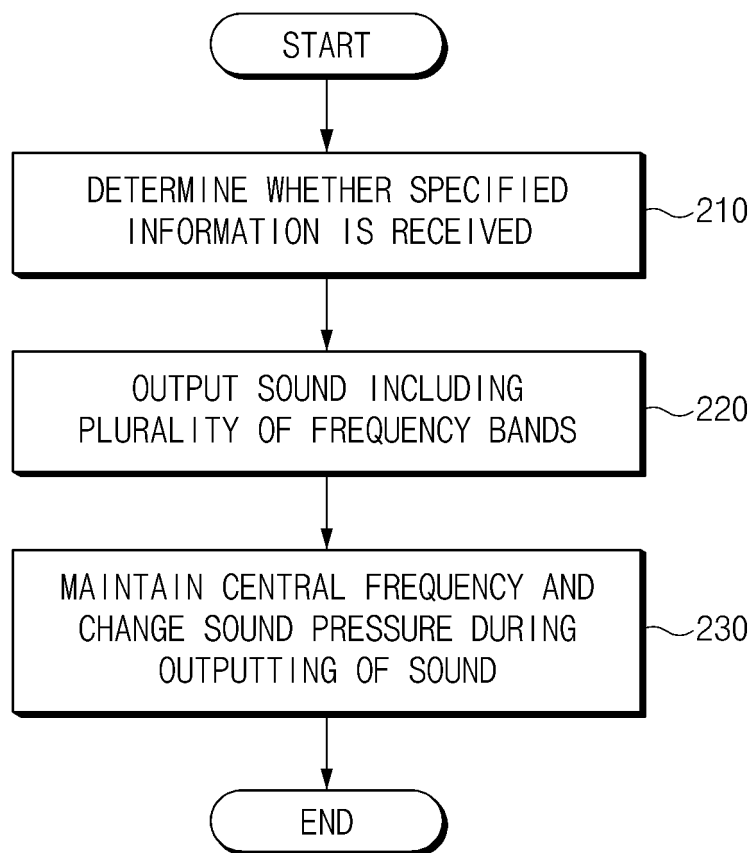 START
DETERMINE WHETHER SPECIFIED
INFORMATION IS RECEIVED
210
OUTPUT SOUND INCLUDING
PLURALITY OF FREQUENCY BANDS
220
MAINTAIN CENTRAL FREQUENCY AND
CHANGE SOUND PRESSURE DURING
OUTPUTTING OF SOUND
230
END